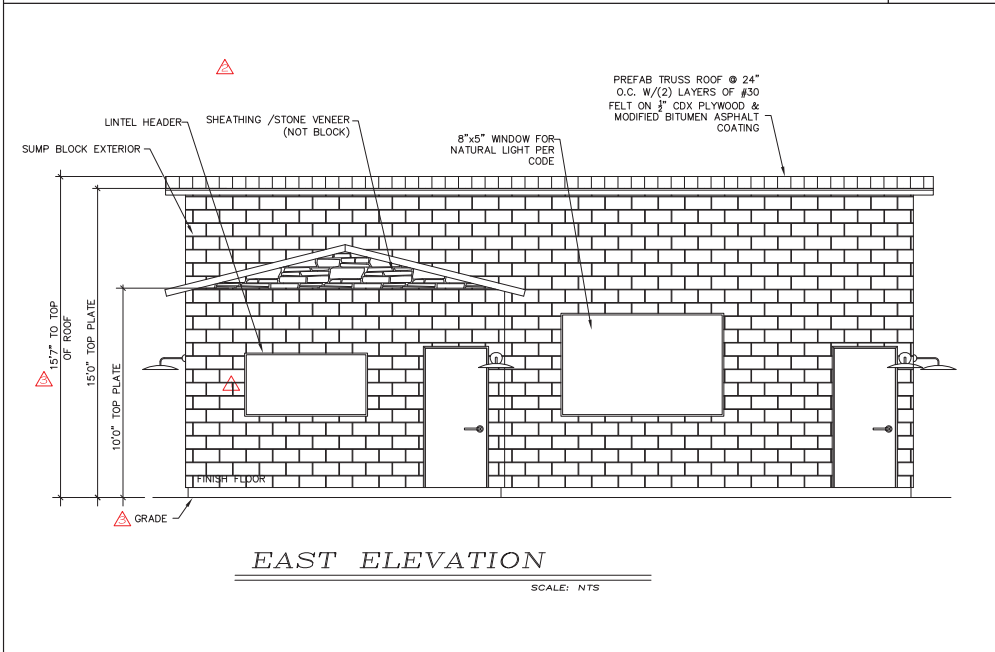 2
PREFAB TRUSS ROOF @ 24"
O.C. W/(2) LAYERS OF #30
FELT ON 1/2" CDX PLYWOOD &
MODIFIED BITUMEN ASPHALT
COATING
LINTEL HEADER
SHEATHING /STONE VENEER
(NOT BLOCK)
8"x5" WINDOW FOR
NATURAL LIGHT PER
CODE
SUMP BLOCK EXTERIOR
15'7" TO TOP
OF ROOF
15'0" TOP PLATE
10'0" TOP PLATE
3
1
FINISH FLOOR
3
GRADE
EAST ELEVATION
SCALE: NTS